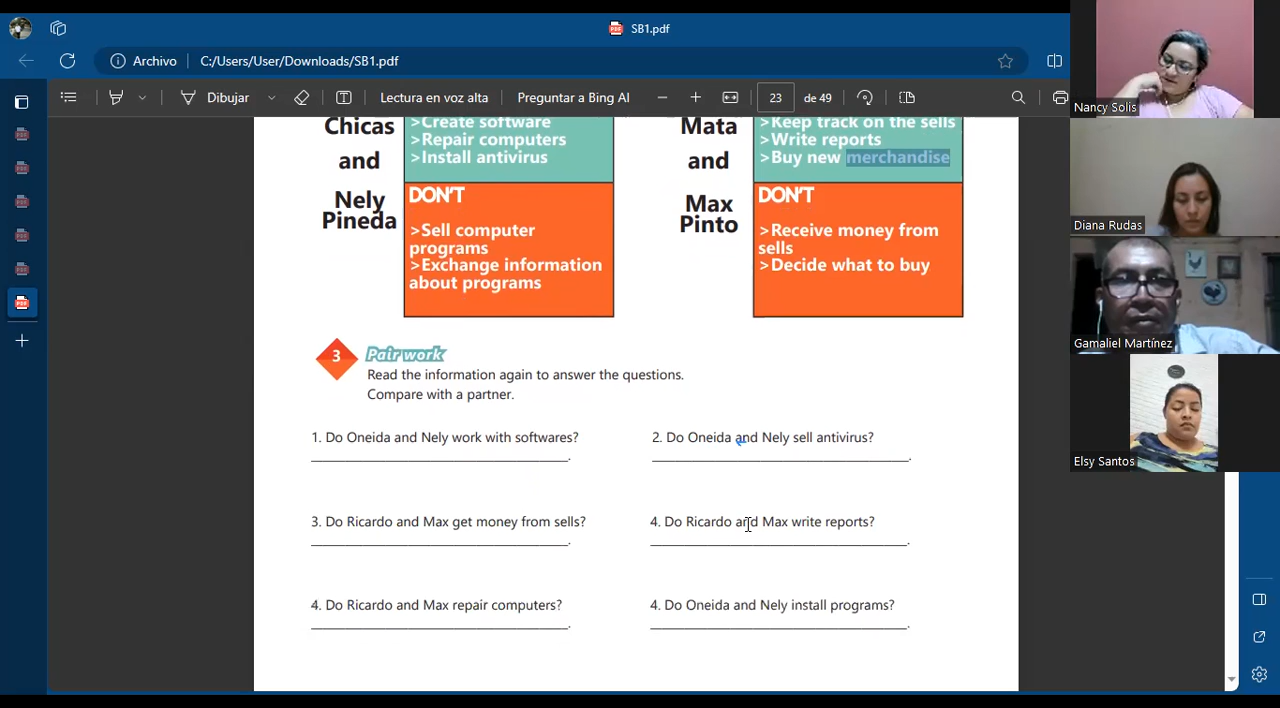 SB1.pdf
Archivo
C:/Users/User/Downloads/SB1.pdf
Dibujar
Lectura en voz alta
Preguntar a Bing AI
23
de 49
Chicas
and
Nely
Pineda
>Create software
>Repair computers
>Install antivirus
DON'T
>Sell computer
programs
>Exchange information
about programs
Mata
and
Max
Pinto
>Keep track on the sells
>Write reports
>Buy new merchandise
DON'T
>Receive money from
sells
>Decide what to buy
3
Pair work
Read the information again to answer the questions.
Compare with a partner.
1. Do Oneida and Nely work with softwares?
2. Do Oneida and Nely sell antivirus?
3. Do Ricardo and Max get money from sells?
4. Do Ricardo and Max write reports?
4. Do Ricardo and Max repair computers?
4. Do Oneida and Nely install programs?
Nancy Solis
Diana Rudas
Gamaliel Martínez
Elsy Santos